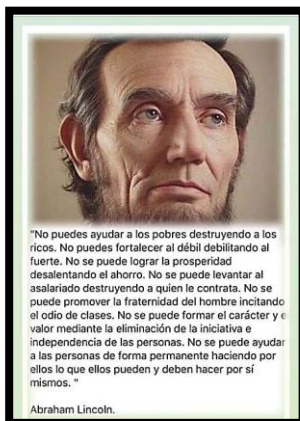 "No puedes ayudar a los pobres destruyendo a los
ricos. No puedes fortalecer al débil debilitando al
fuerte. No se puede lograr la prosperidad
desalentando el ahorro. No se puede levantar al
asalariado destruyendo a quien le contrata. No se
puede promover la fraternidad del hombre incitando
el odio de clases. No se puede formar el carácter y e
valor mediante la eliminación de la iniciativa e
independencia de las personas. No se puede ayudar
a las personas de forma permanente haciendo por
ellos lo que ellos pueden y deben hacer por sí
mismos. "
Abraham Lincoln.